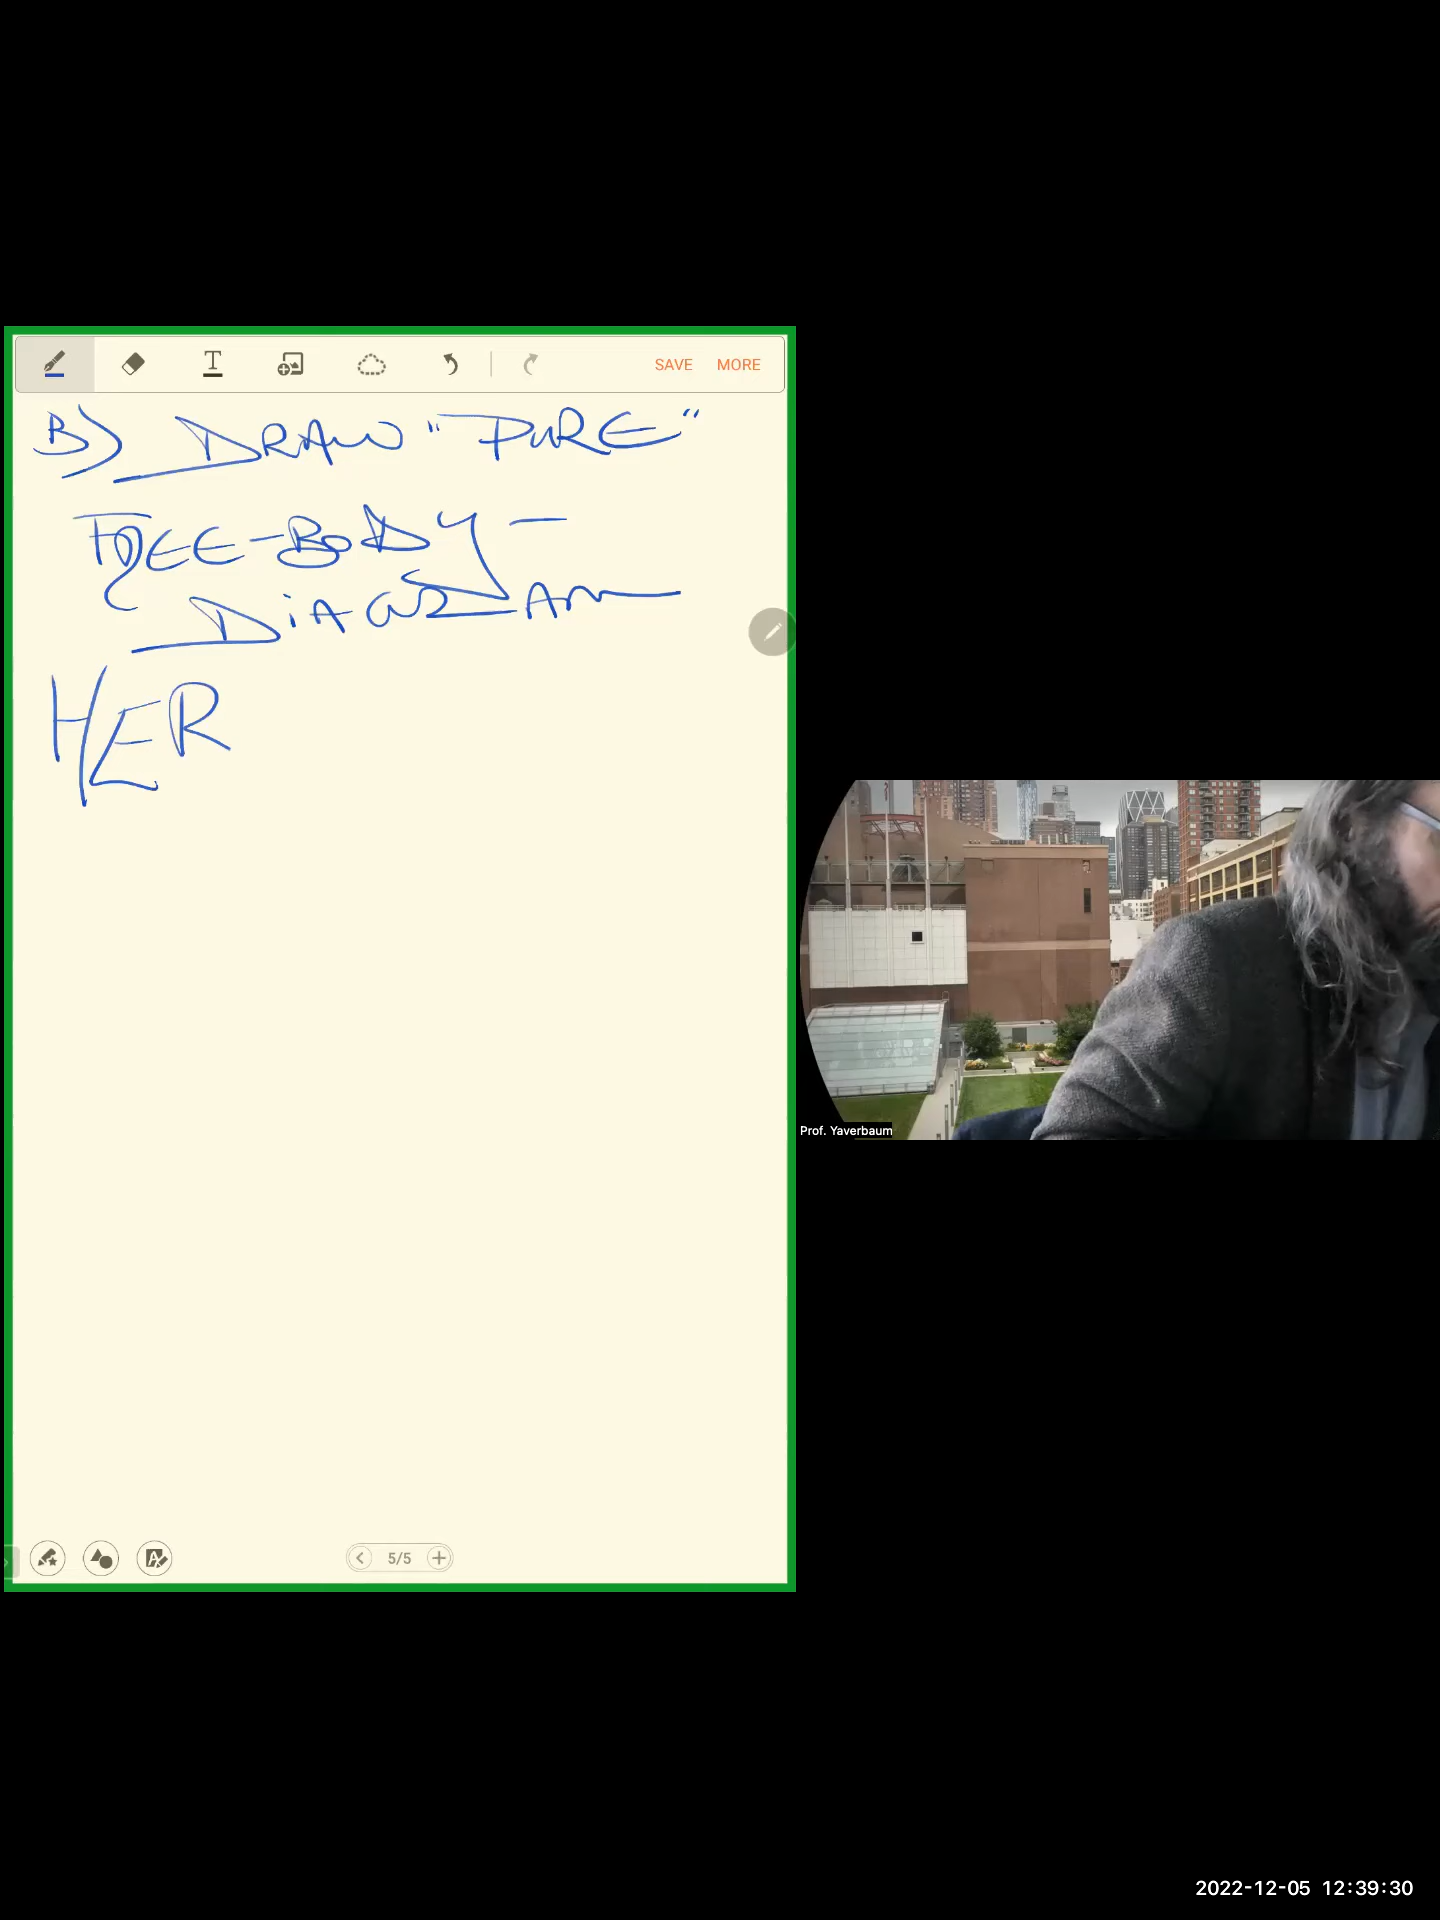 T
SAVE MORE
B) DRAW "PURE"
FREE-BODY-
DIAGRAM
HER
Prof. Yaverbaum
A
5/5
2022-12-05 12:39:30